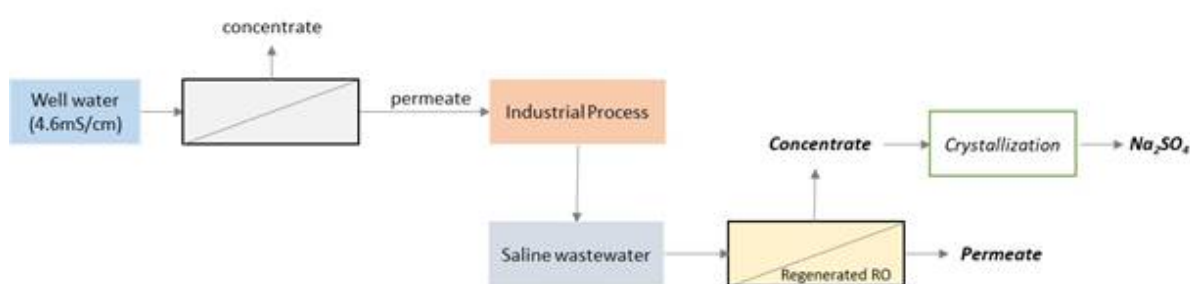 concentrate
Well water
(4.6mS/cm)
permeate
Industrial Process
Concentrate
Crystallization
Na₂SO₄
Saline wastewater
Regenerated RO
Permeate